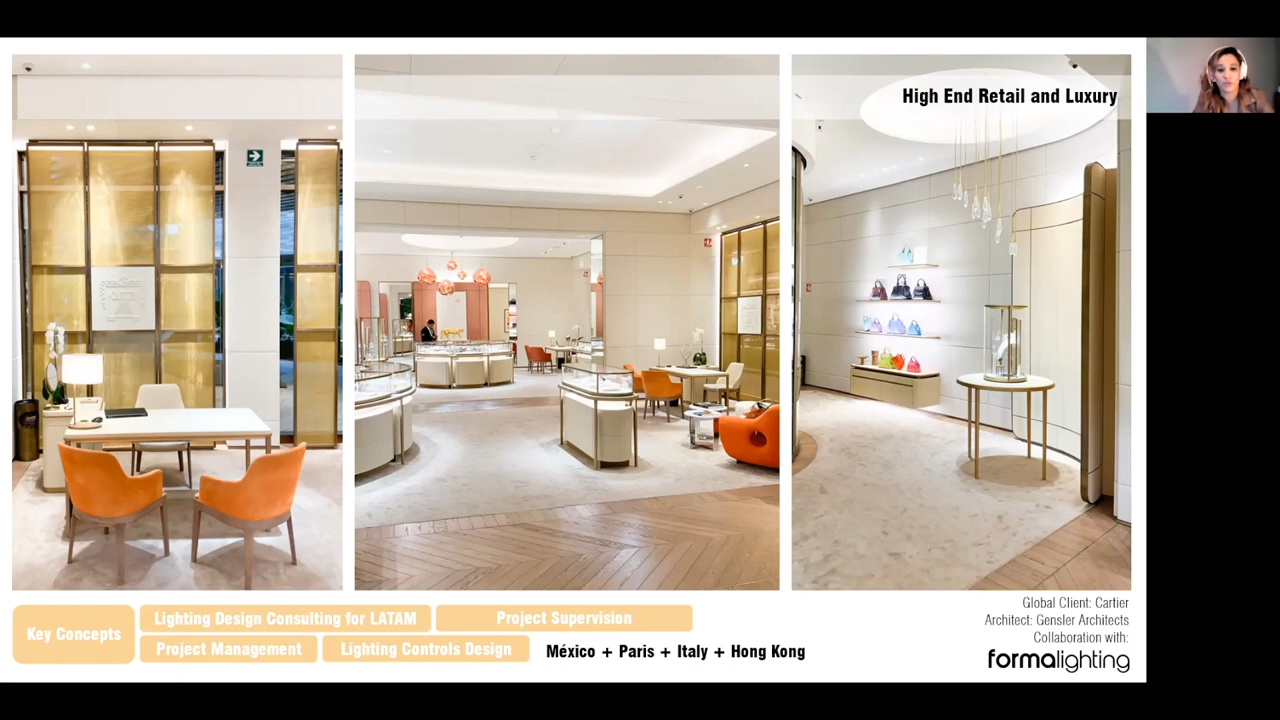 High End Retail and Luxury
Key Concepts
Lighting Design Consulting for LATAM
Project Supervision
Project Management
Lighting Controls Design
México + Paris + Italy + Hong Kong
Global Client: Cartier
Architect: Gensler Architects
Collaboration with:
formalighting